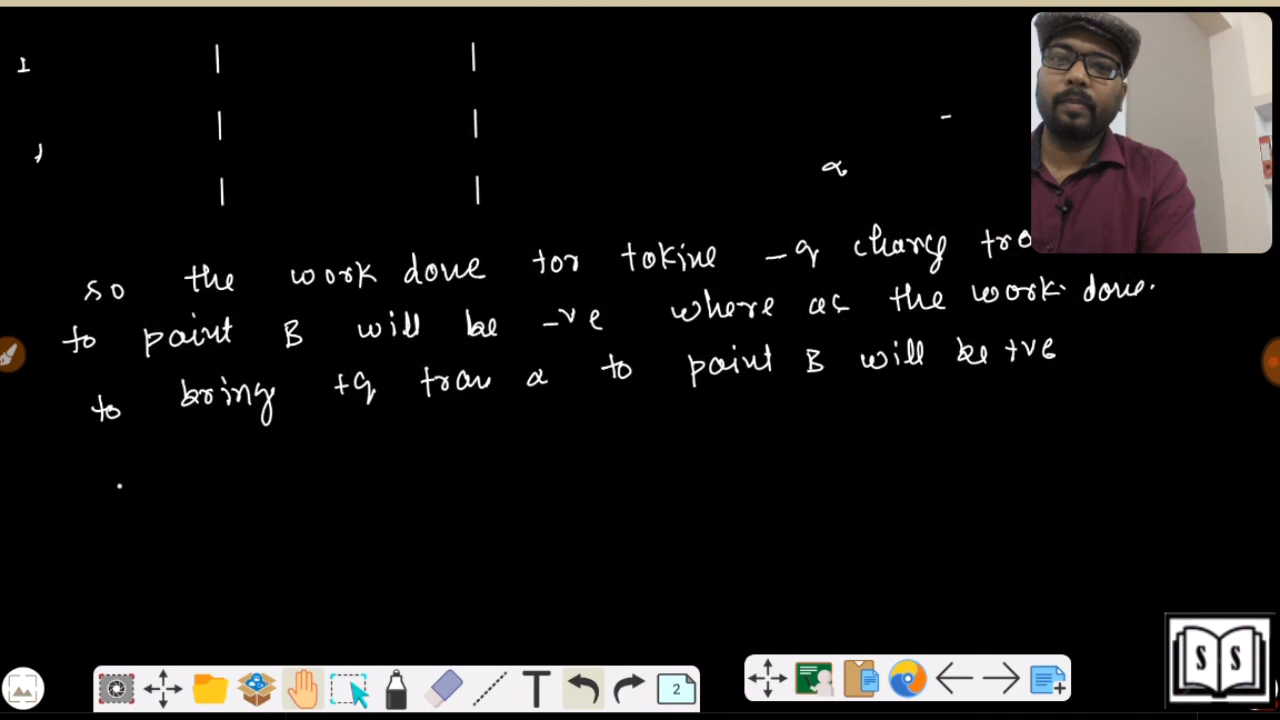 α
so the work done for taking -q charge fro
to point B will be -ve where as the work done.
to bring +q from α to point B will be +ve
2
S S